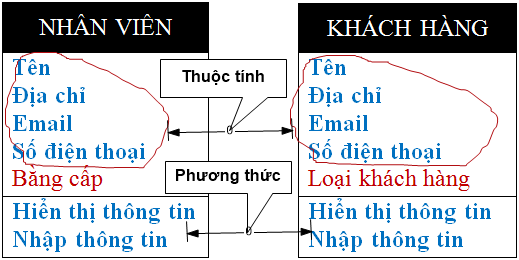 NHÂN VIÊN
Tên
Địa chỉ
Email
Số điện thoại
Bằng cấp
Hiển thị thông tin
Nhập thông tin
Thuộc tính
Phương thức
KHÁCH HÀNG
Tên
Địa chỉ
Email
Số điện thoại
Loại khách hàng
Hiển thị thông tin
Nhập thông tin